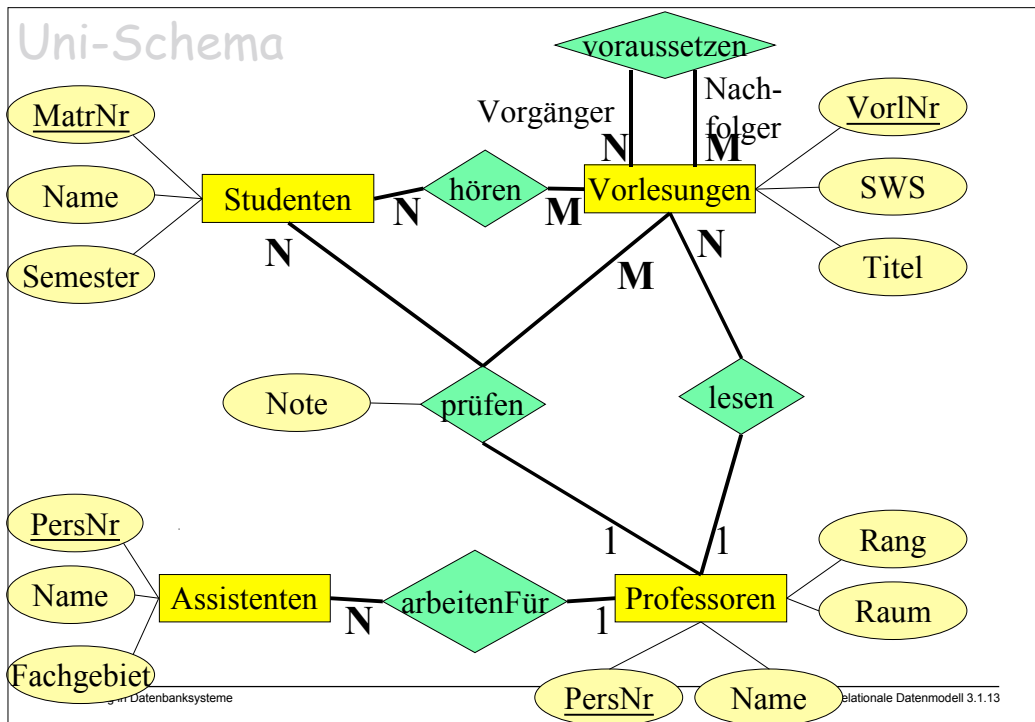 Uni-Schema
voraussetzen
Vorgänger
Nach-
folger
N
M
MatrNr
Name
Semester
Studenten
N
hören
M
Vorlesungen
VorlNr
SWS
Titel
N
M
N
Note
prüfen
lesen
1
1
PersNr
Name
Fachgebiet
Assistenten
N
arbeitenFür
1
Professoren
Rang
Raum
PersNr
Name
in Datenbanksysteme
elationale Datenmodell 3.1.13